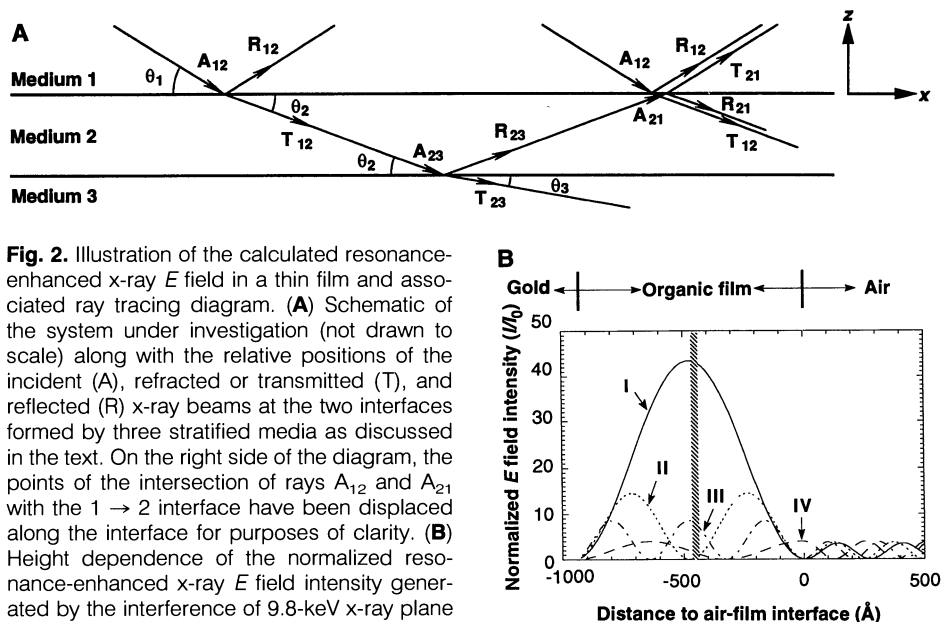 A
Medium 1
Medium 2
Medium 3
θ1
A12
R12
θ2
T12
θ2
A23
R23
T23
θ3
A12
R12
T21
A21
R21
T12
z
x
Fig. 2. Illustration of the calculated resonance-
enhanced x-ray E field in a thin film and asso-
ciated ray tracing diagram. (A) Schematic of
the system under investigation (not drawn to
scale) along with the relative positions of the
incident (A), refracted or transmitted (T), and
reflected (R) x-ray beams at the two interfaces
formed by three stratified media as discussed
in the text. On the right side of the diagram, the
points of the intersection of rays A12 and A21
with the 1 → 2 interface have been displaced
along the interface for purposes of clarity. (B)
Height dependence of the normalized reso-
nance-enhanced x-ray E field intensity gener-
ated by the interference of 9.8-keV x-ray plane
B
Gold
Organic film
Air
Normalized E field intensity (I/I0)
50
40
30
20
10
0
I
II
III
IV
-1000
-500
0
500
Distance to air-film interface (Å)